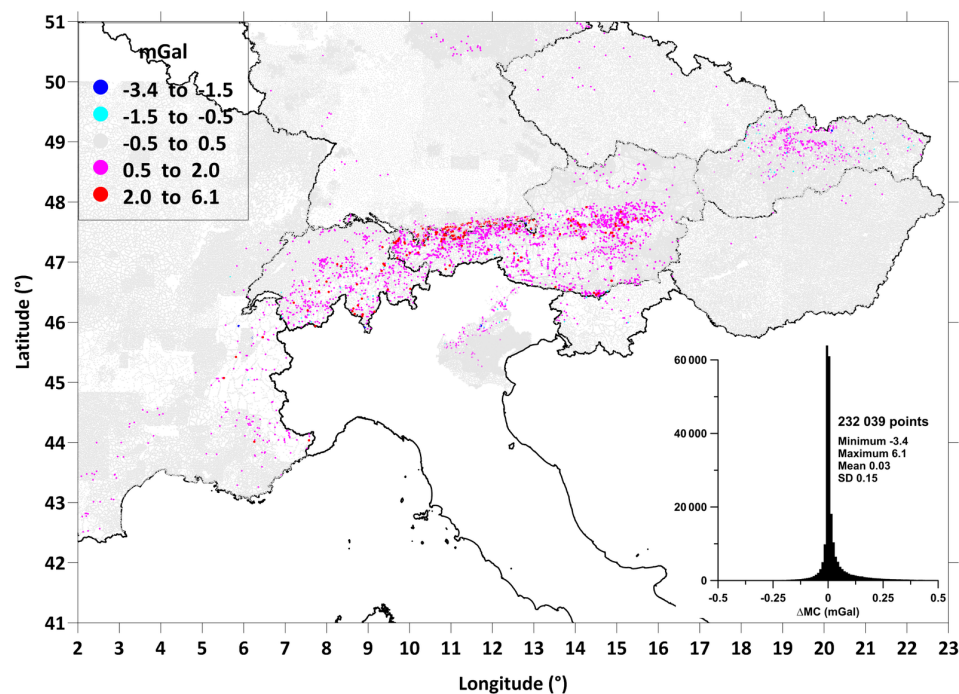 51
50
49
48
47
46
45
44
43
42
41
Latitude (°)
mGal
-3.4 to -1.5
-1.5 to -0.5
-0.5 to 0.5
0.5 to 2.0
2.0 to 6.1
60 000
40 000
20 000
0
232 039 points
Minimum -3.4
Maximum 6.1
Mean 0.03
SD 0.15
-0.5 -0.25 0 0.25 0.5
ΔMC (mGal)
2 3 4 5 6 7 8 9 10 11 12 13 14 15 16 17 18 19 20 21 22 23
Longitude (°)